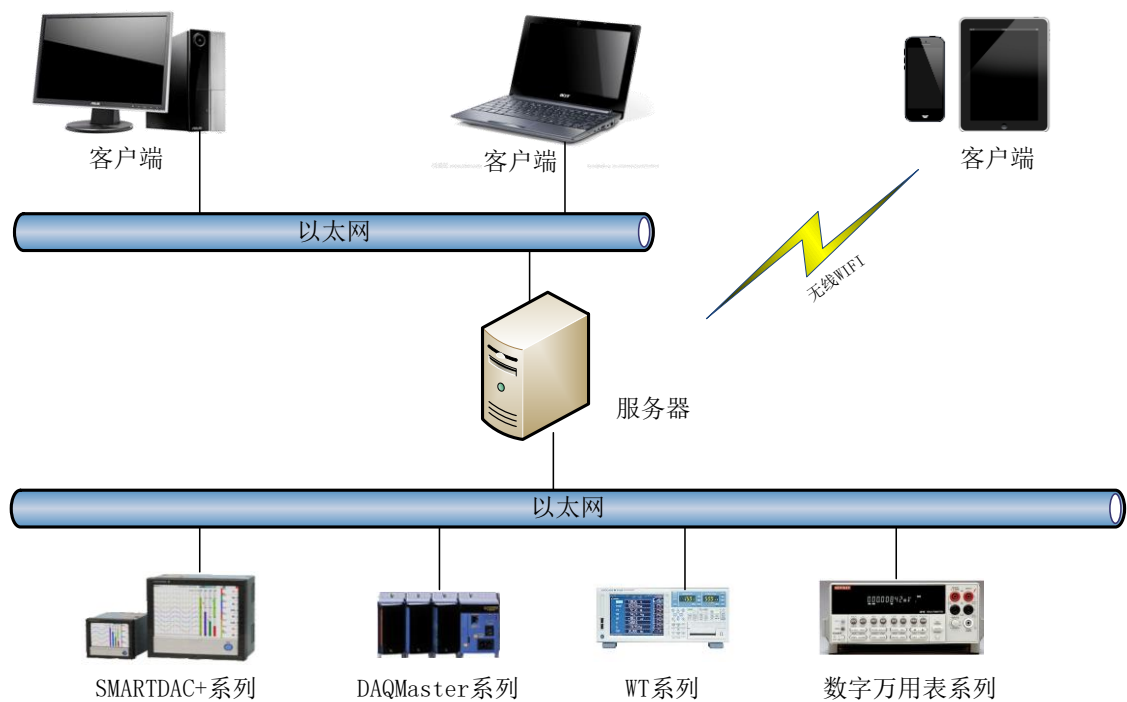 客户端
客户端
客户端
以太网
无线WIFI
服务器
以太网
SMARTDAC+系列
DAQMaster系列
WT系列
数字万用表系列